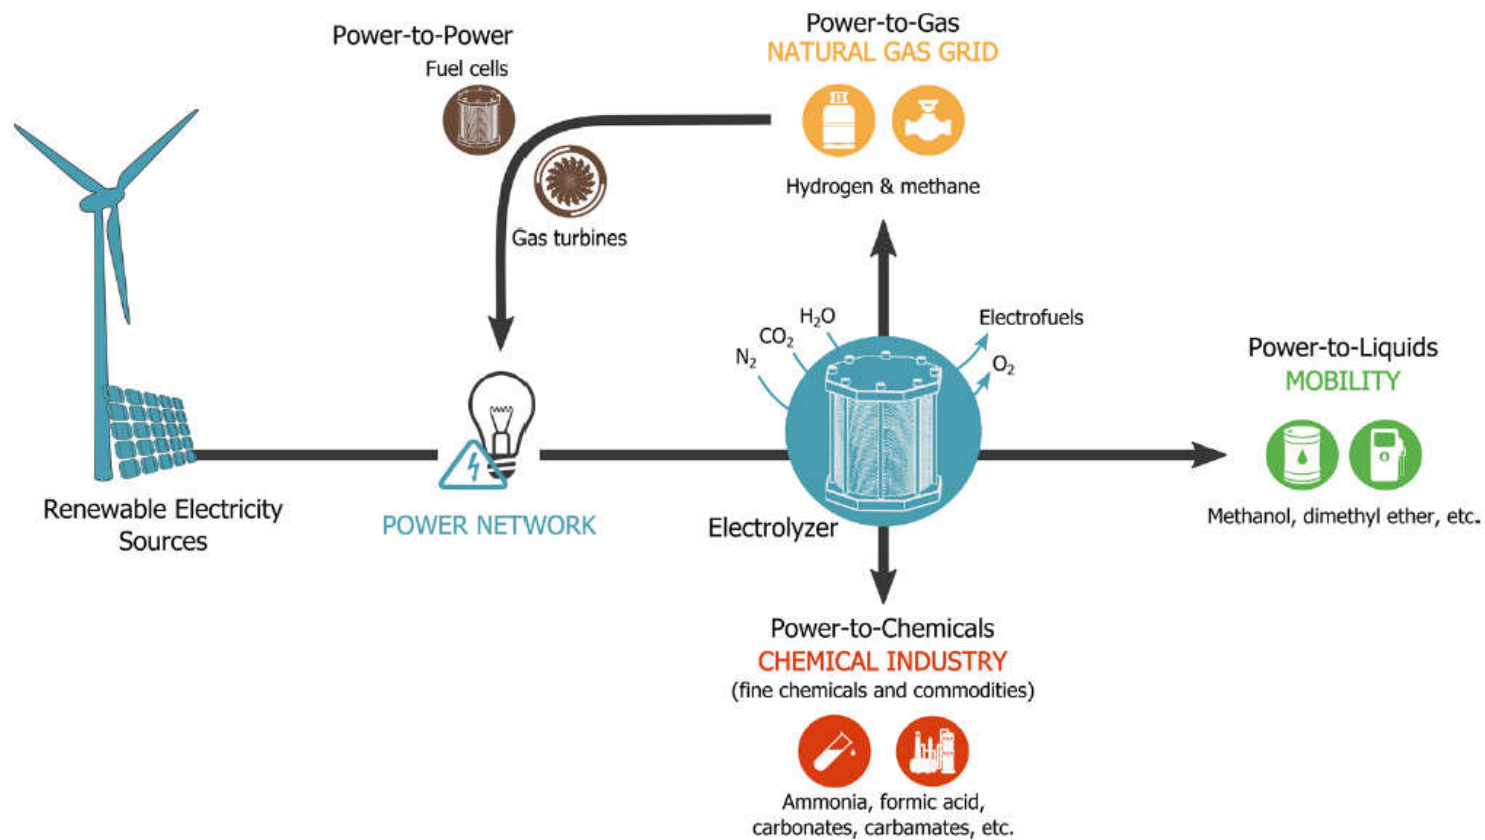 Power-to-Power
Fuel cells
Gas turbines
Power-to-Gas
NATURAL GAS GRID
Hydrogen & methane
N₂
CO₂
H₂O
Electrofuels
O₂
Power-to-Liquids
MOBILITY
Methanol, dimethyl ether, etc.
Renewable Electricity
Sources
POWER NETWORK
Electrolyzer
Power-to-Chemicals
CHEMICAL INDUSTRY
(fine chemicals and commodities)
Ammonia, formic acid,
carbonates, carbamates, etc.